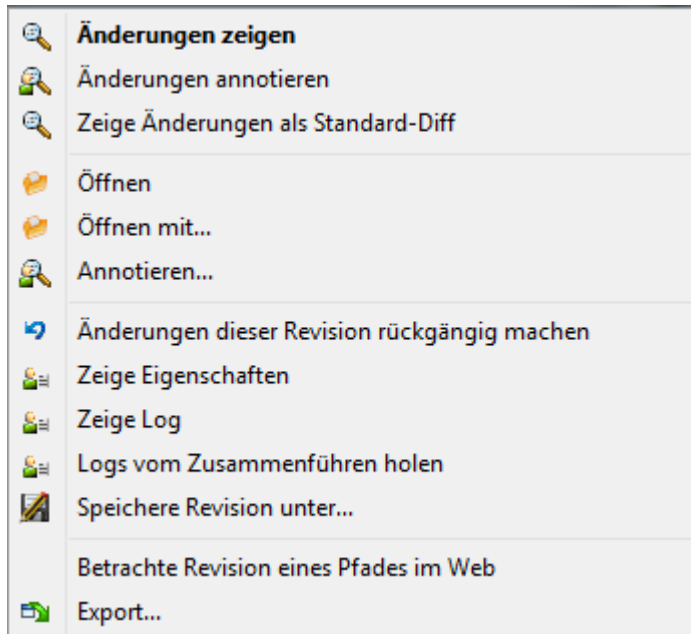 Änderungen zeigen
Änderungen annotieren
Zeige Änderungen als Standard-Diff
Öffnen
Öffnen mit...
Annotieren...
Änderungen dieser Revision rückgängig machen
Zeige Eigenschaften
Zeige Log
Logs vom Zusammenführen holen
Speichere Revision unter...
Betrachte Revision eines Pfades im Web
Export...